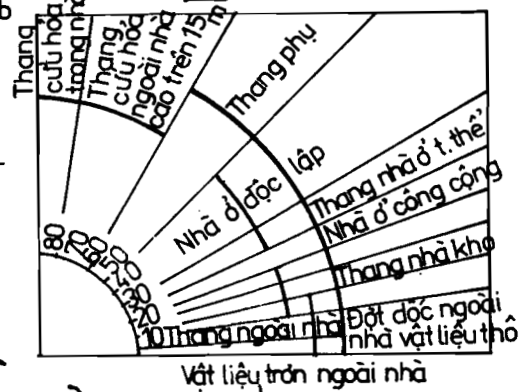 b
Thang
cứu hỏa
trong nhà
Thang
cứu hỏa
ngoài nhà
cao trên 15
m
Thang phụ
Nhà ở độc lập
Thang nhà ở t.thể
Nhà ở công cộng
Thang nhà kho
80
10
Thang ngoài nhà
Đợt dốc ngoài
nhà vật liệu thô
Vật liệu trơn ngoài nhà